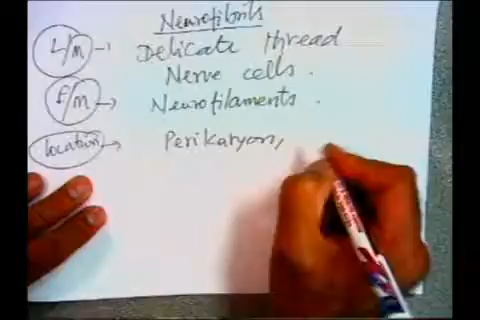 Neurofibrils
L/M → Delicate thread
Nerve cells.
E/M → Neurofilaments.
location → Perikaryon,